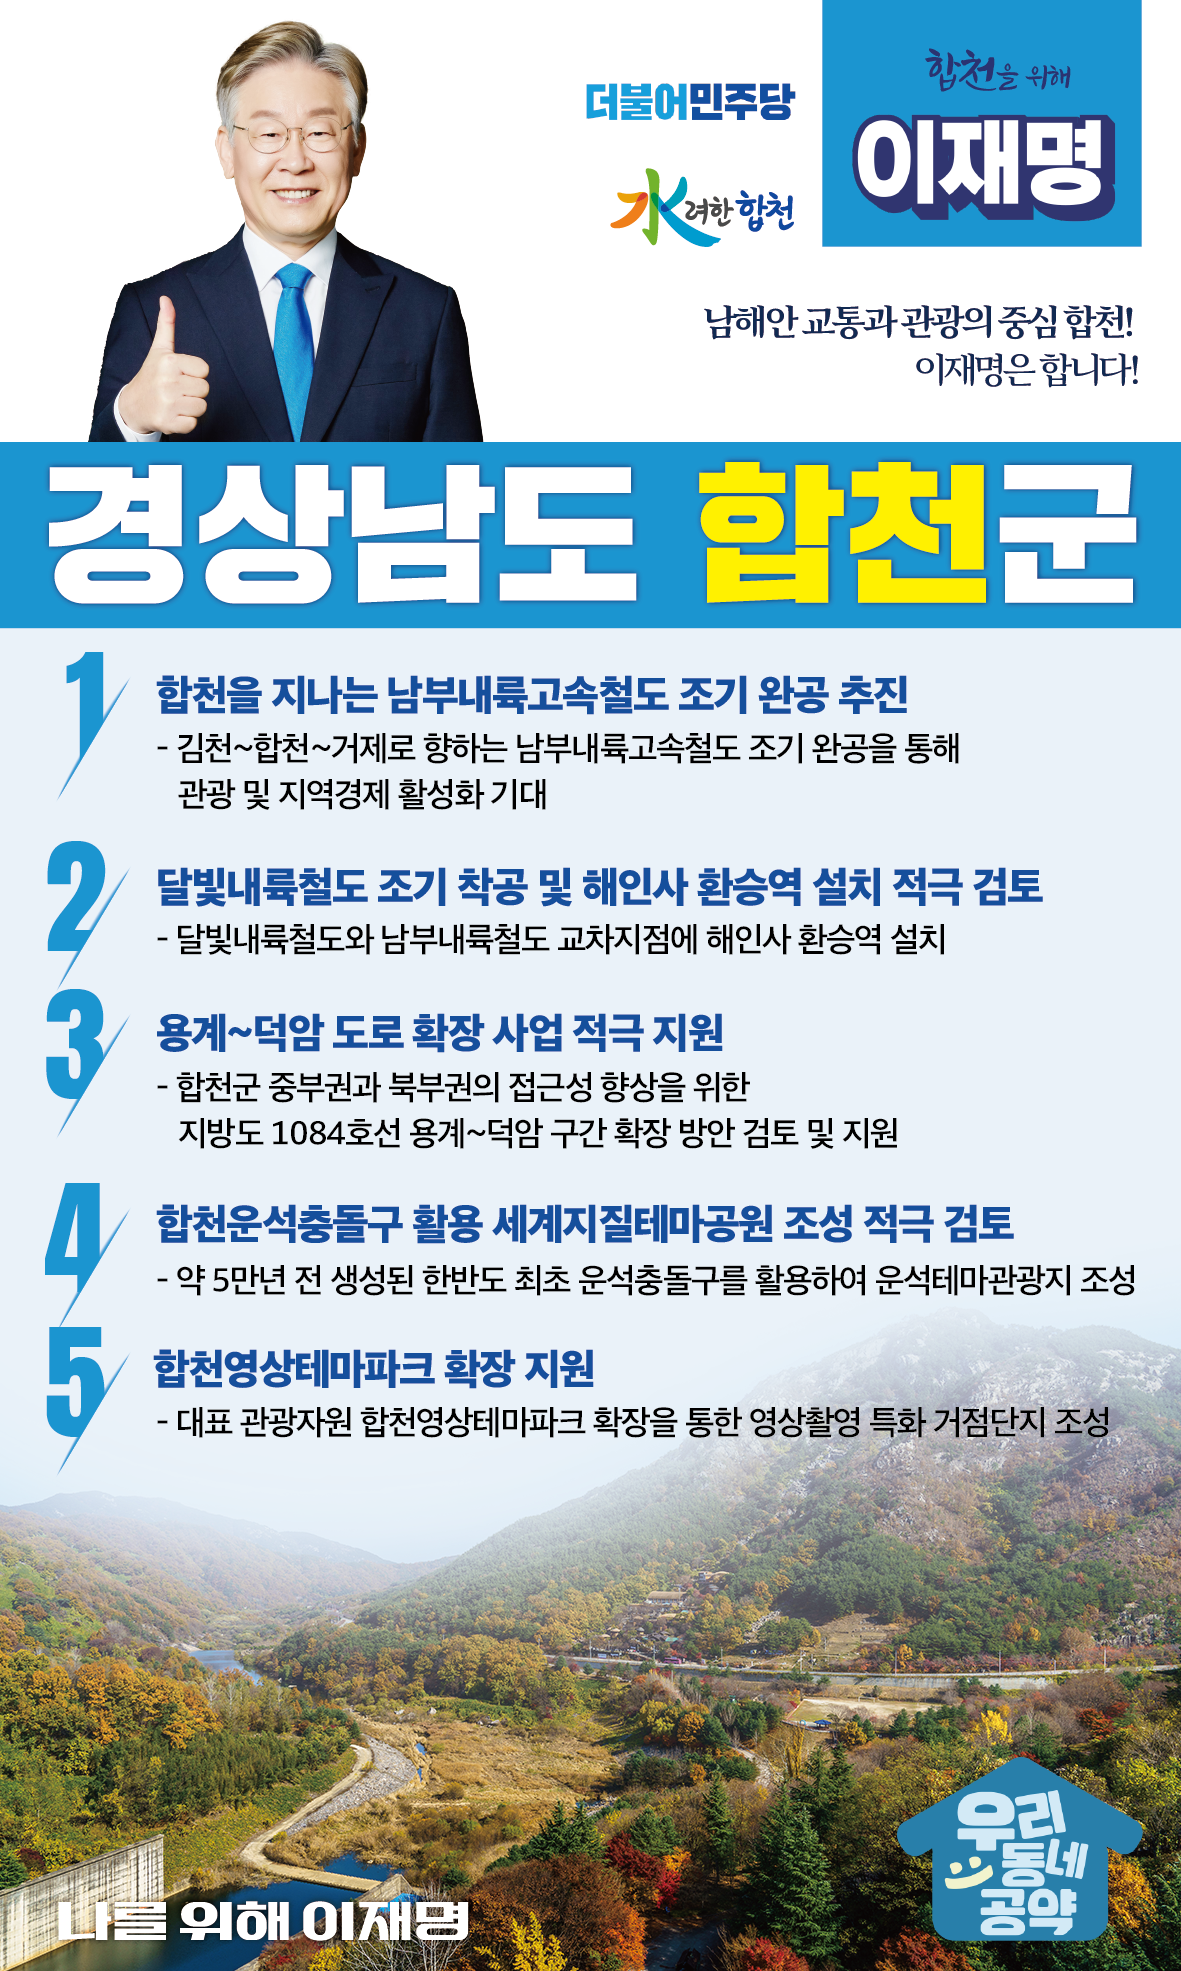 더불어민주당
水려한 합천
합천을 위해
이재명
남해안 교통과 관광의 중심 합천!
이재명은 합니다!
경상남도 합천군
1
합천을 지나는 남부내륙고속철도 조기 완공 추진
- 김천~합천~거제로 향하는 남부내륙고속철도 조기 완공을 통해
관광 및 지역경제 활성화 기대
2
달빛내륙철도 조기 착공 및 해인사 환승역 설치 적극 검토
- 달빛내륙철도와 남부내륙철도 교차지점에 해인사 환승역 설치
3
용계~덕암 도로 확장 사업 적극 지원
- 합천군 중부권과 북부권의 접근성 향상을 위한
지방도 1084호선 용계~덕암 구간 확장 방안 검토 및 지원
4
합천운석충돌구 활용 세계지질테마공원 조성 적극 검토
- 약 5만년 전 생성된 한반도 최초 운석충돌구를 활용하여 운석테마관광지 조성
5
합천영상테마파크 확장 지원
- 대표 관광자원 합천영상테마파크 확장을 통한 영상촬영 특화 거점단지 조성
나를 위해 이재명
우리
동네
공약